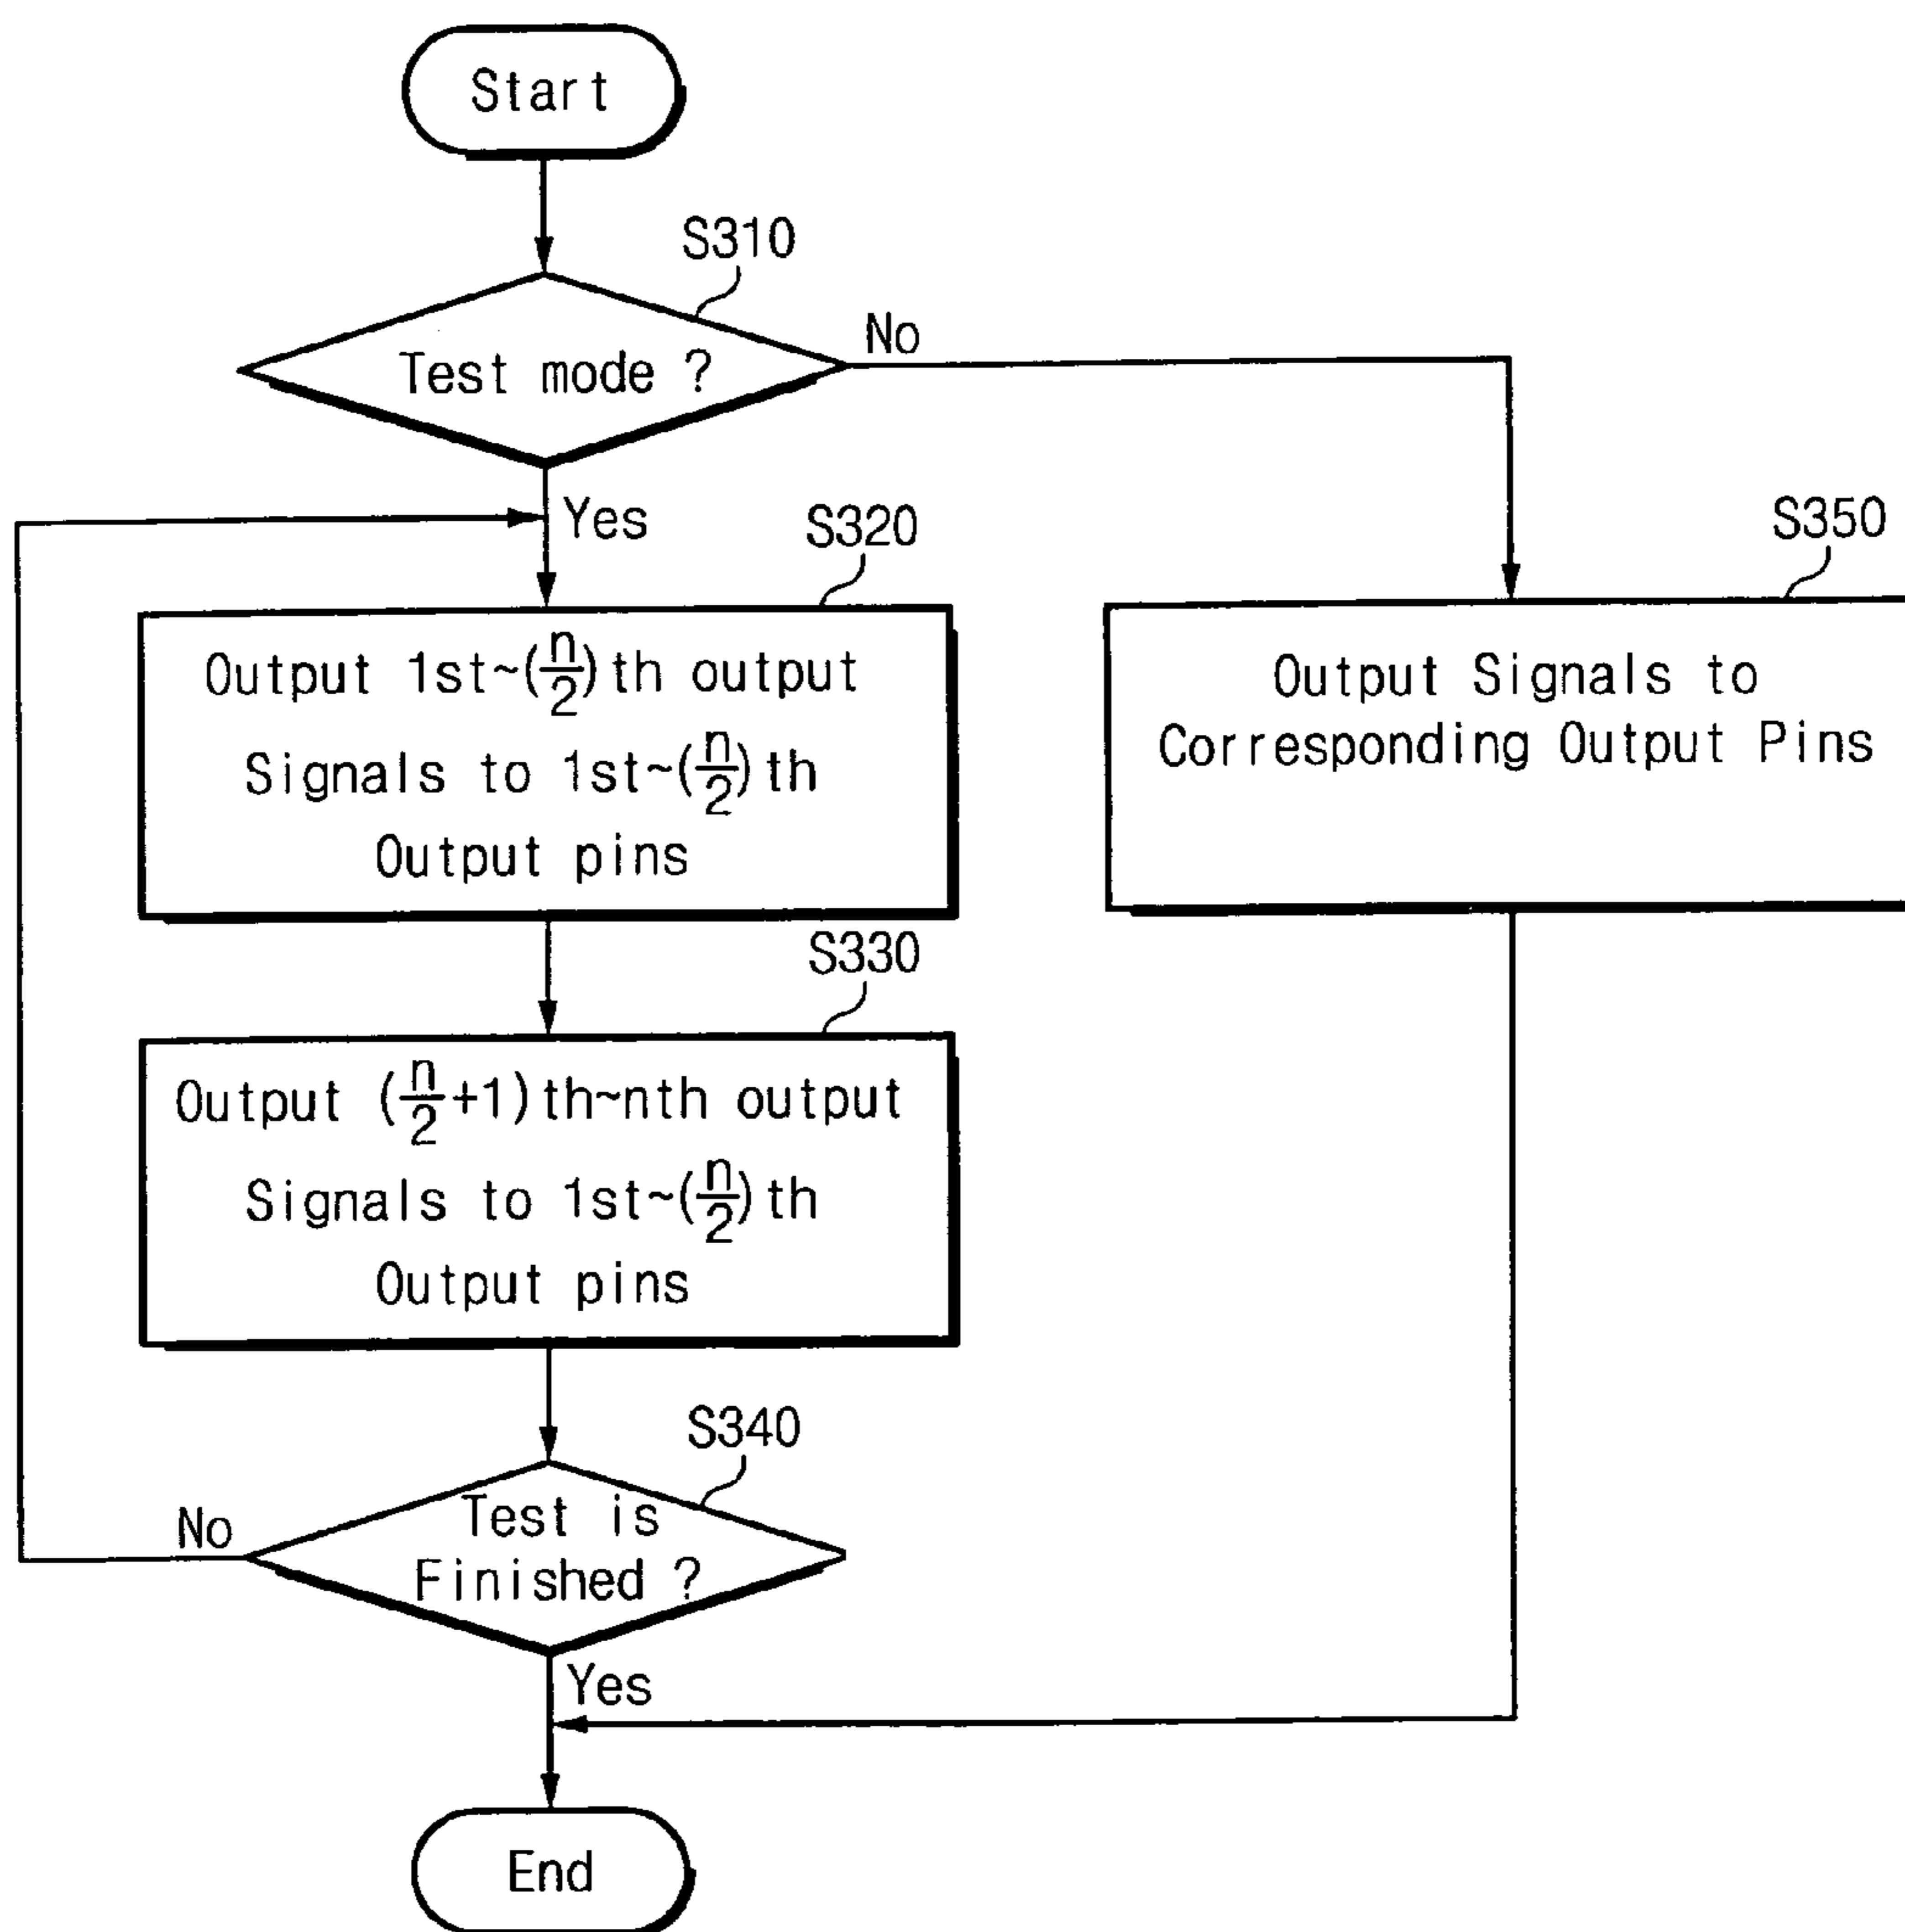 Start
S310
Test mode ?
No
Yes
S320
Output 1st~(n/2)th output
Signals to 1st~(n/2)th
Output pins
S350
Output Signals to
Corresponding Output Pins
S330
Output (n/2+1)th~nth output
Signals to 1st~(n/2)th
Output pins
S340
Test is
Finished ?
No
Yes
End